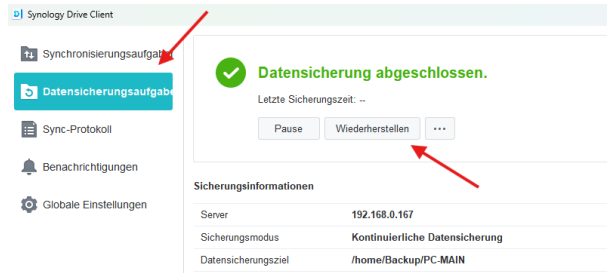 Synology Drive Client
Synchronisierungsaufgaben
Datensicherungsaufgabe
Sync-Protokoll
Benachrichtigungen
Globale Einstellungen
Datensicherung abgeschlossen.
Letzte Sicherungszeit: --
Pause Wiederherstellen ...
Sicherungsinformationen
Server 192.168.0.167
Sicherungsmodus Kontinuierliche Datensicherung
Datensicherungsziel /home/Backup/PC-MAIN